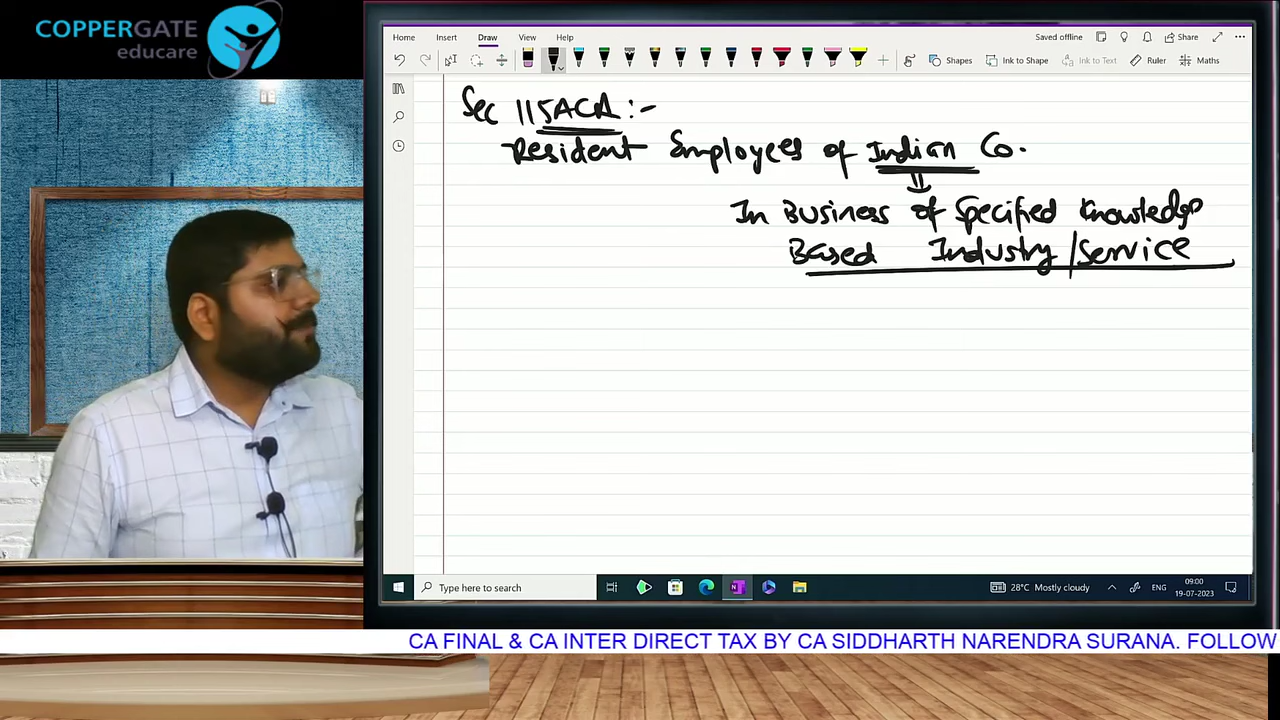 COPPERGATE
educare
Home Insert Draw View Help
Saved offline
Share
Shapes
Ink to Shape
Ink to Text
Ruler
Maths
Sec 115ACA:-
Resident Employees of Indian Co.
In Business of Specified Knowledge
Based Industry/Service
Type here to search
28°C Mostly cloudy
ENG
09:00
19-07-2023
CA FINAL & CA INTER DIRECT TAX BY CA SIDDHARTH NARENDRA SURANA. FOLLOW